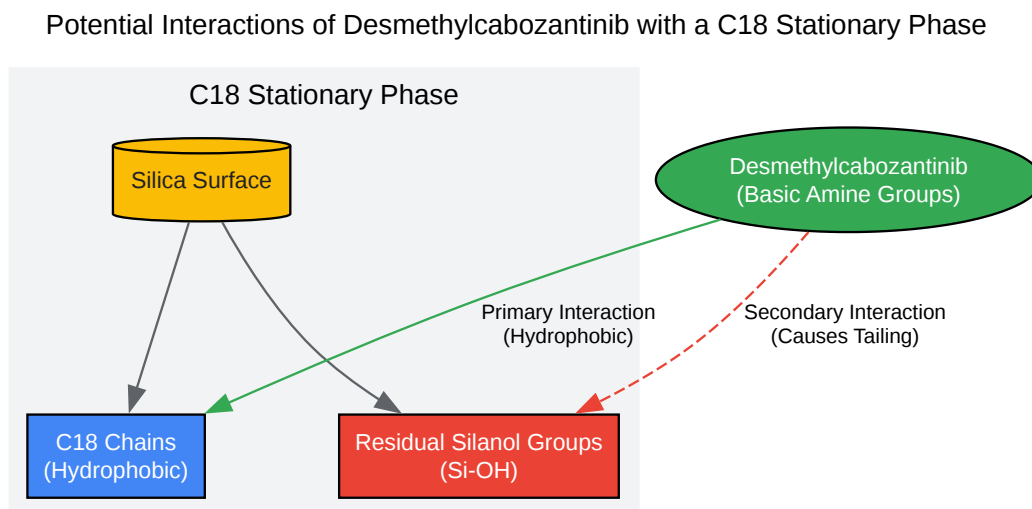 Potential Interactions of Desmethylcabozantinib with a C18 Stationary Phase
C18 Stationary Phase
Silica Surface
Desmethylcabozantinib
(Basic Amine Groups)
Primary Interaction
(Hydrophobic)
Secondary Interaction
(Causes Tailing)
C18 Chains
(Hydrophobic)
Residual Silanol Groups
(Si-OH)